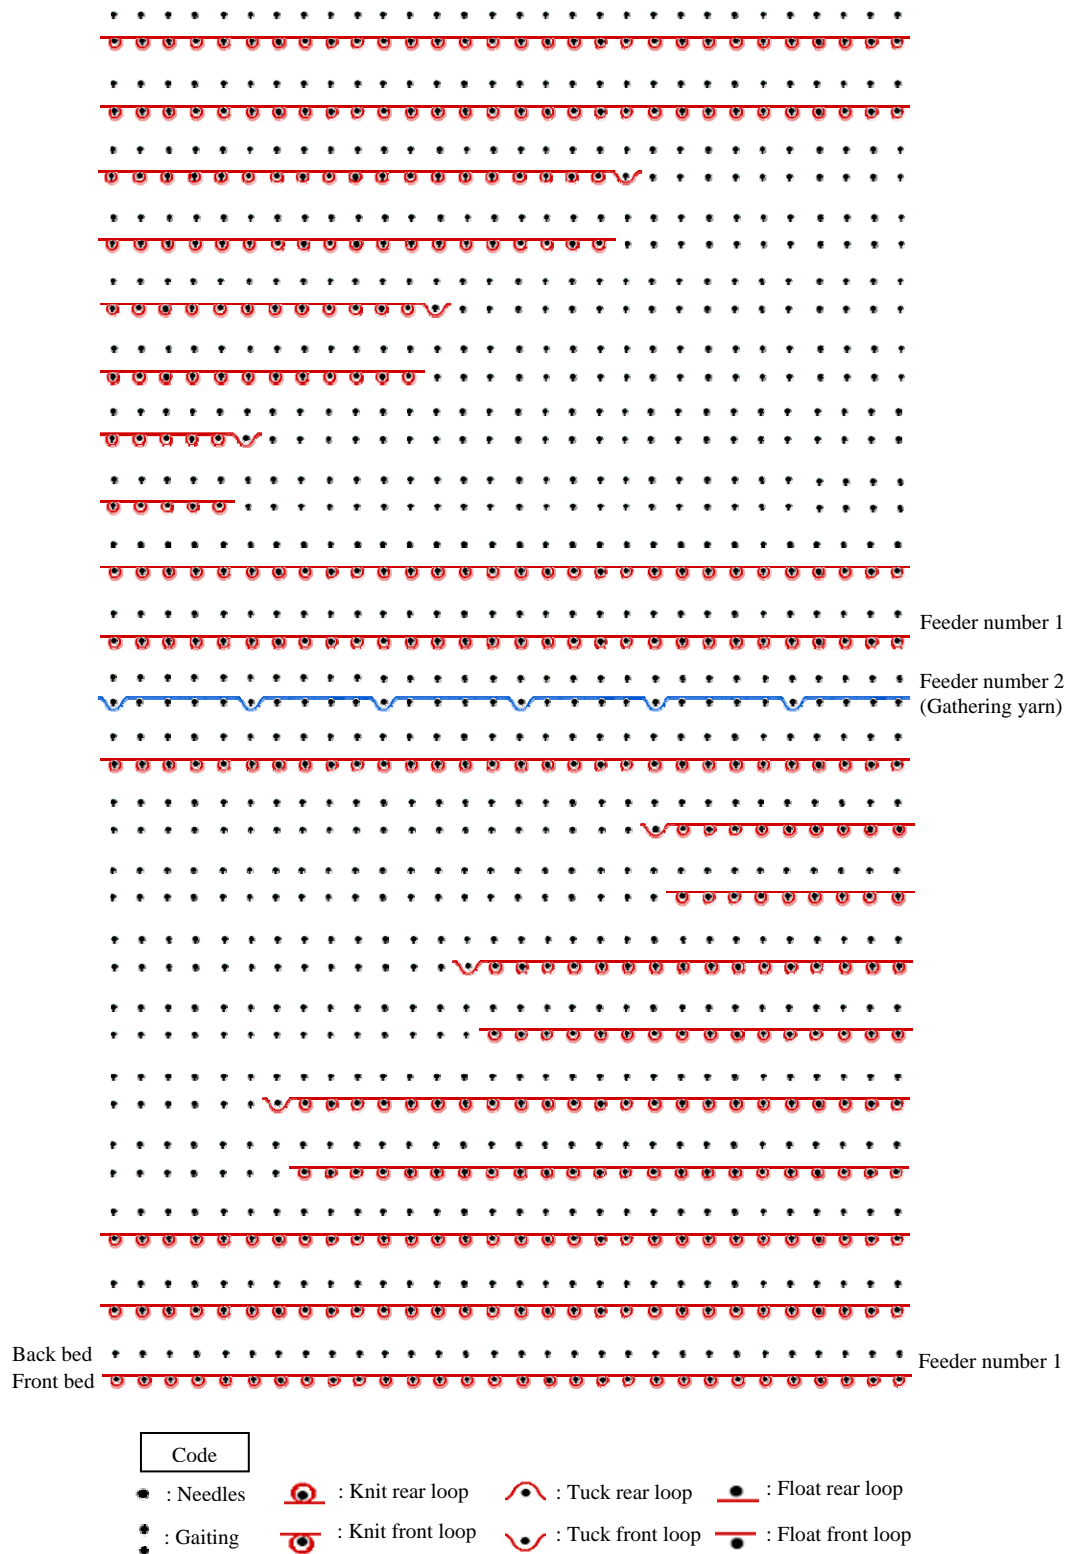 Feeder number 1
Feeder number 2
(Gathering yarn)
Back bed
Front bed
Feeder number 1
Code
: Needles
: Knit rear loop
: Tuck rear loop
: Float rear loop
: Gaiting
: Knit front loop
: Tuck front loop
: Float front loop